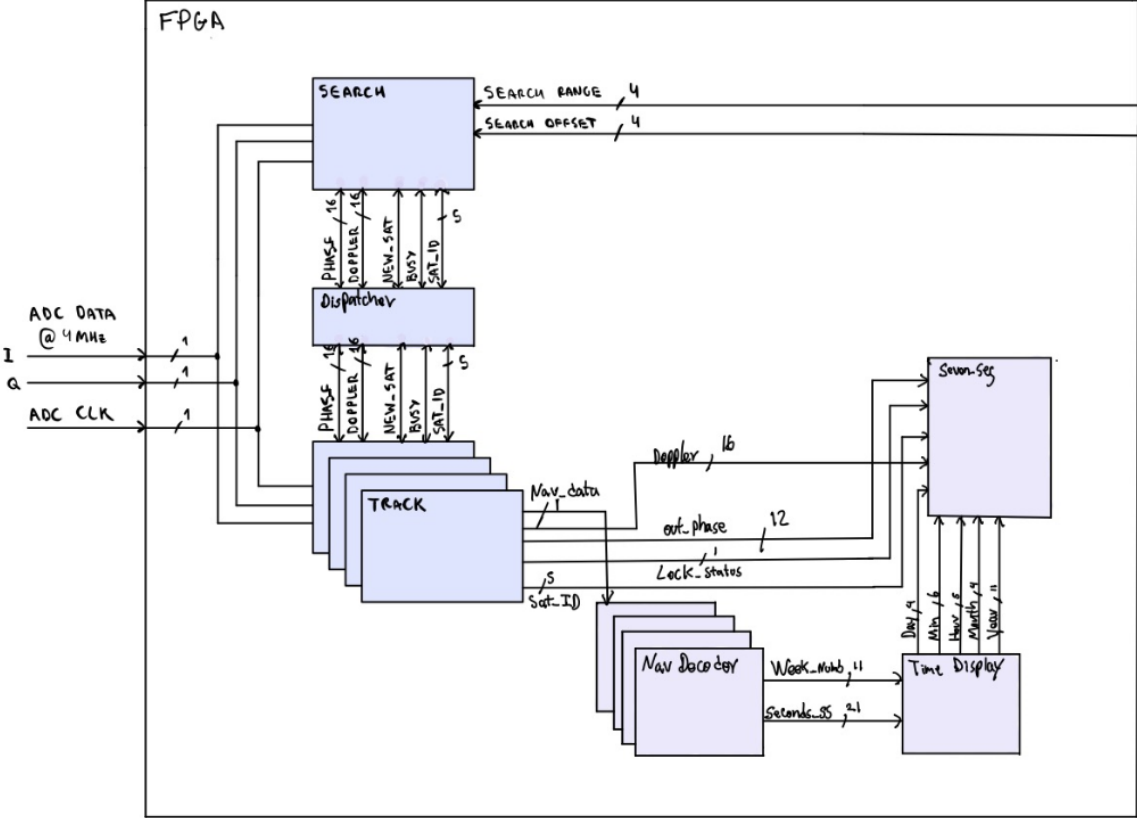 FPGA
SEARCH
SEARCH RANGE 4
SEARCH OFFSET 4
PHASE 16
DOPPLER 16
NEW_SAT
BUSY
SAT_ID 5
Dispatcher
PHASE 16
DOPPLER 16
NEW_SAT
BUSY
SAT_ID 5
ADC DATA
@ 4 MHz
I 1
Q 1
ADC CLK 1
TRACK
Nav_data 1
Doppler 16
out_phase 12
Lock_status 1
Sat_ID 5
Seven-Seg
Day, 4
Min, 6
Hour, 5
Month, 4
Year, 11
Nav Decoder
Week_Numb, 11
Seconds_SS, 21
Time Display